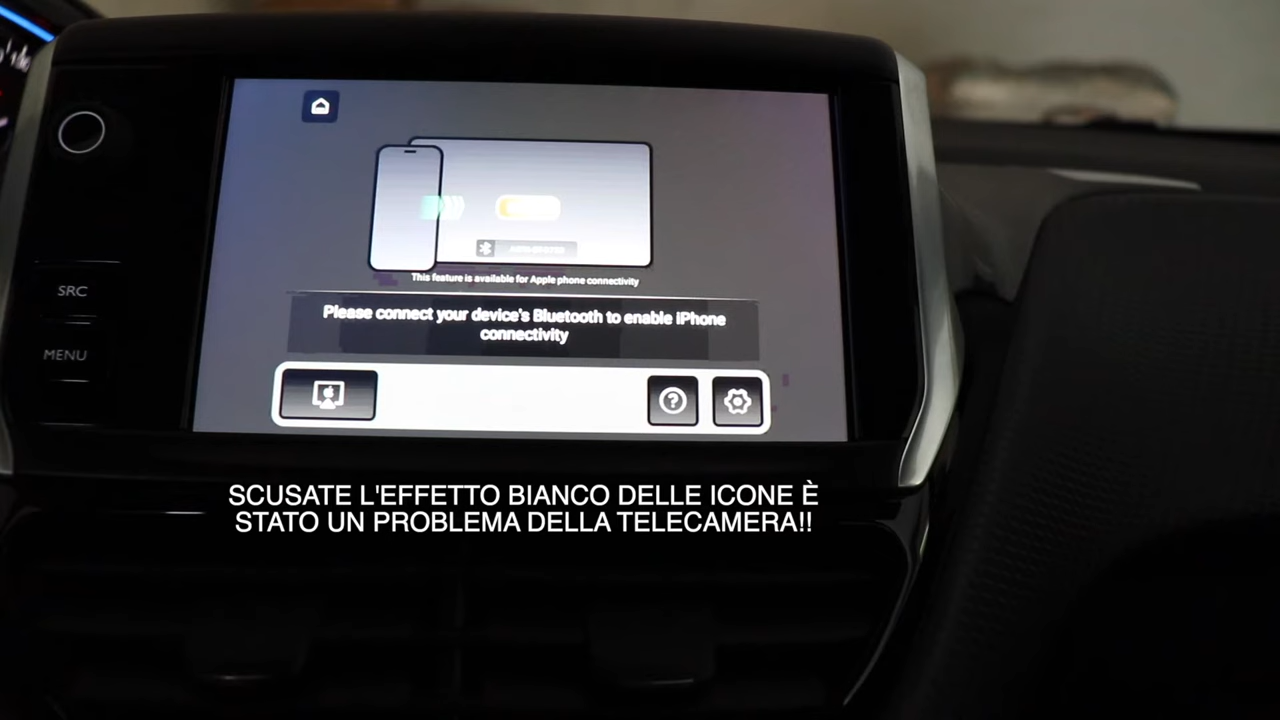 This feature is available for Apple phone connectivity
Please connect your device's Bluetooth to enable iPhone
connectivity
?
SRC
MENU
SCUSATE L'EFFETTO BIANCO DELLE ICONE È
STATO UN PROBLEMA DELLA TELECAMERA!!